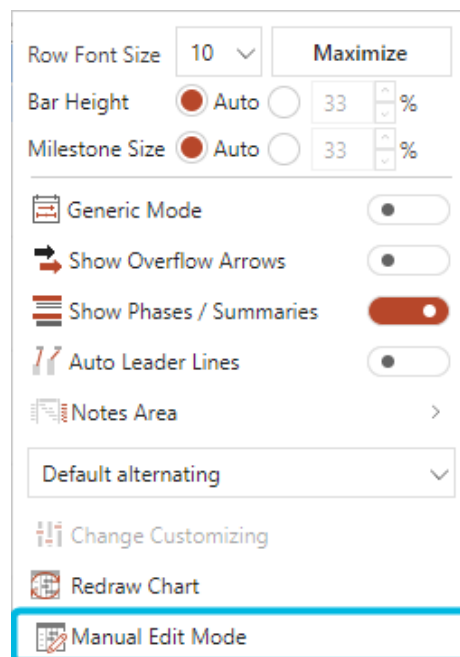 Row Font Size 10 Maximize
Bar Height Auto 33 %
Milestone Size Auto 33 %
Generic Mode
Show Overflow Arrows
Show Phases / Summaries
Auto Leader Lines
Notes Area
Default alternating
Change Customizing
Redraw Chart
Manual Edit Mode